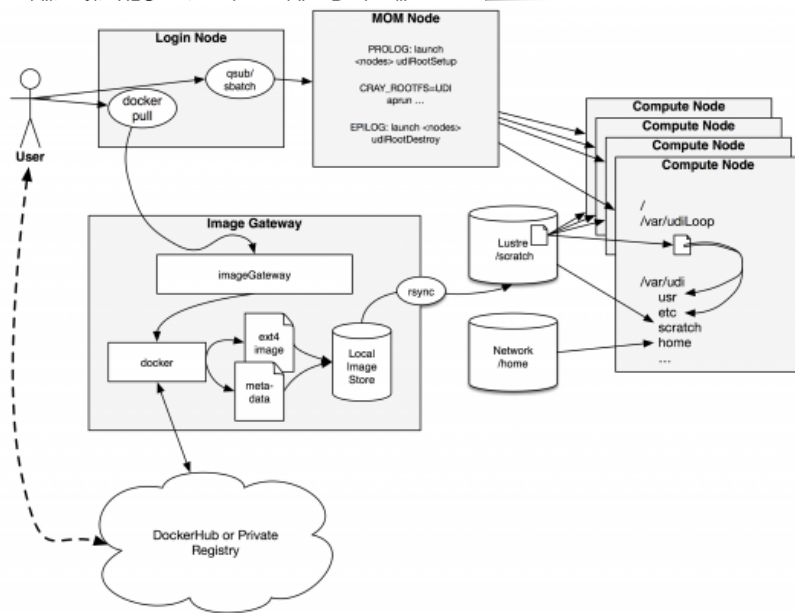 Login Node
qsub/
sbatch
docker
pull
User
MOM Node
PROLOG: launch
<nodes> udiRootSetup
CRAY_ROOTFS=UDI
aprun ...
EPILOG: launch <nodes>
udiRootDestroy
Compute Node
Compute Node
Compute Node
Compute Node
/
/var/udiLoop
/var/udi
usr
etc
scratch
home
...
Image Gateway
imageGateway
docker
ext4
image
meta-
data
Local
Image
Store
rsync
Lustre
/scratch
Network
/home
DockerHub or Private
Registry